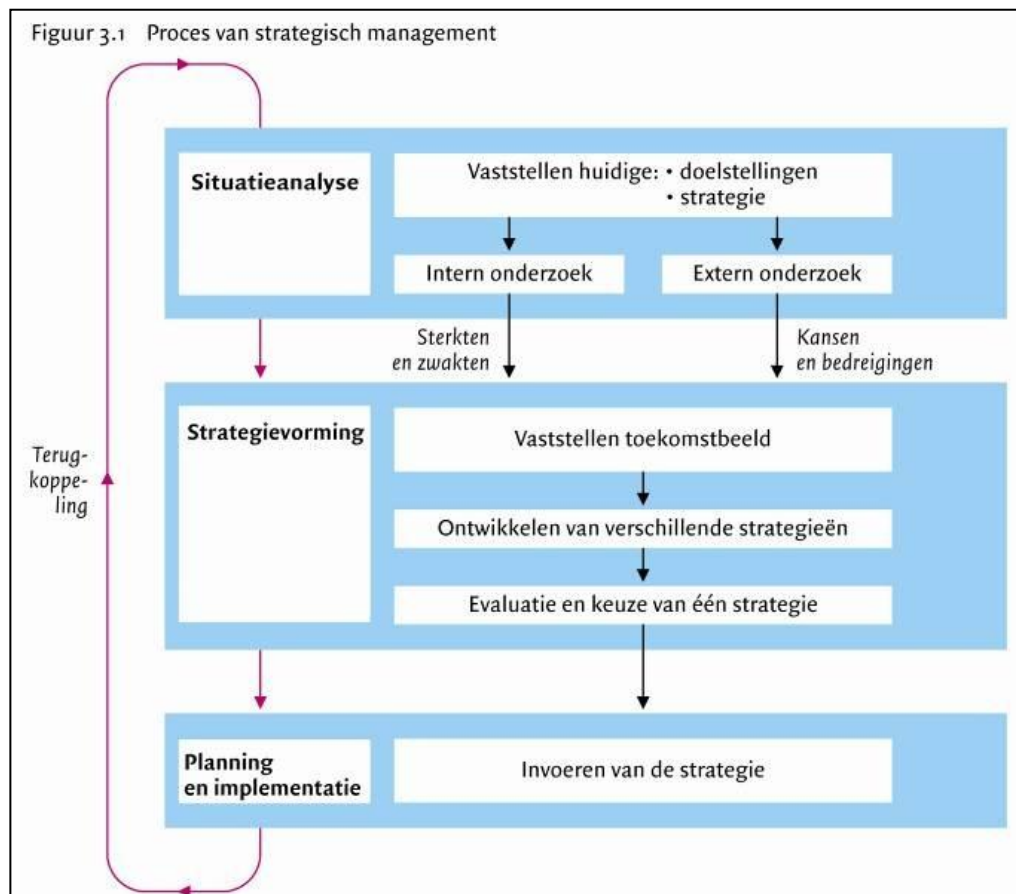 Figuur 3.1 Proces van strategisch management
Situatieanalyse
Vaststellen huidige: • doelstellingen
• strategie
Intern onderzoek
Extern onderzoek
Sterkten
en zwakten
Kansen
en bedreigingen
Strategievorming
Vaststellen toekomstbeeld
Ontwikkelen van verschillende strategieën
Evaluatie en keuze van één strategie
Terug-
koppe-
ling
Planning
en implementatie
Invoeren van de strategie